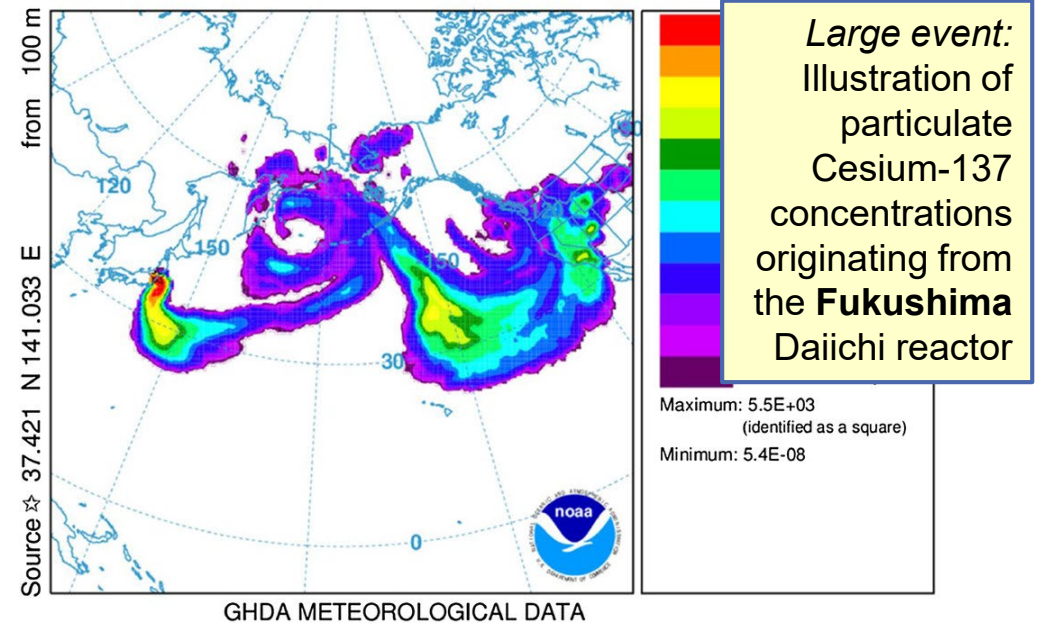 Source ☆ 37.421 N 141.033 E from 100 m
120
150
150
30
0
noaa
Large event:
Illustration of
particulate
Cesium-137
concentrations
originating from
the Fukushima
Daiichi reactor
Maximum: 5.5E+03
(identified as a square)
Minimum: 5.4E-08
GHDA METEOROLOGICAL DATA